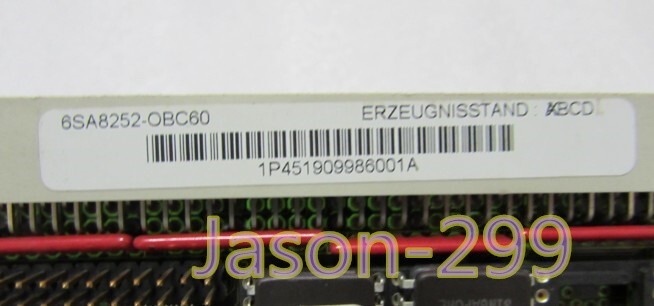 6SA8252-OBC60 ERZEUGNISSTAND: ABCD
1P451909986001A
Jason-299